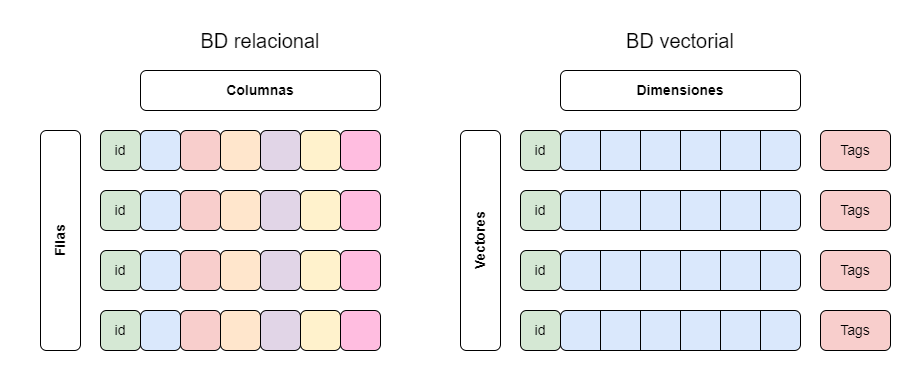 BD relacional
Columnas
Filas
id
id
id
id
BD vectorial
Dimensiones
Vectores
id
Tags
id
Tags
id
Tags
id
Tags